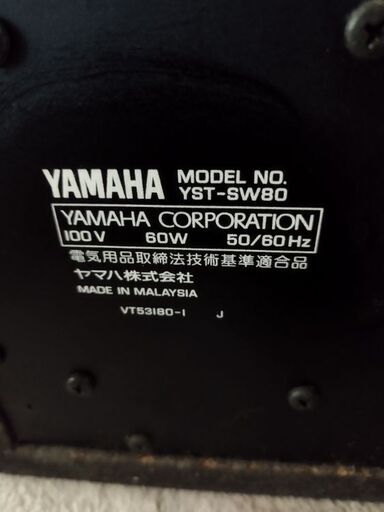 YAMAHA MODEL NO.
YST-SW80
YAMAHA CORPORATION
100V 60W 50/60Hz
電気用品取締法技術基準適合品
ヤマハ株式会社
MADE IN MALAYSIA
VT53180-1 J